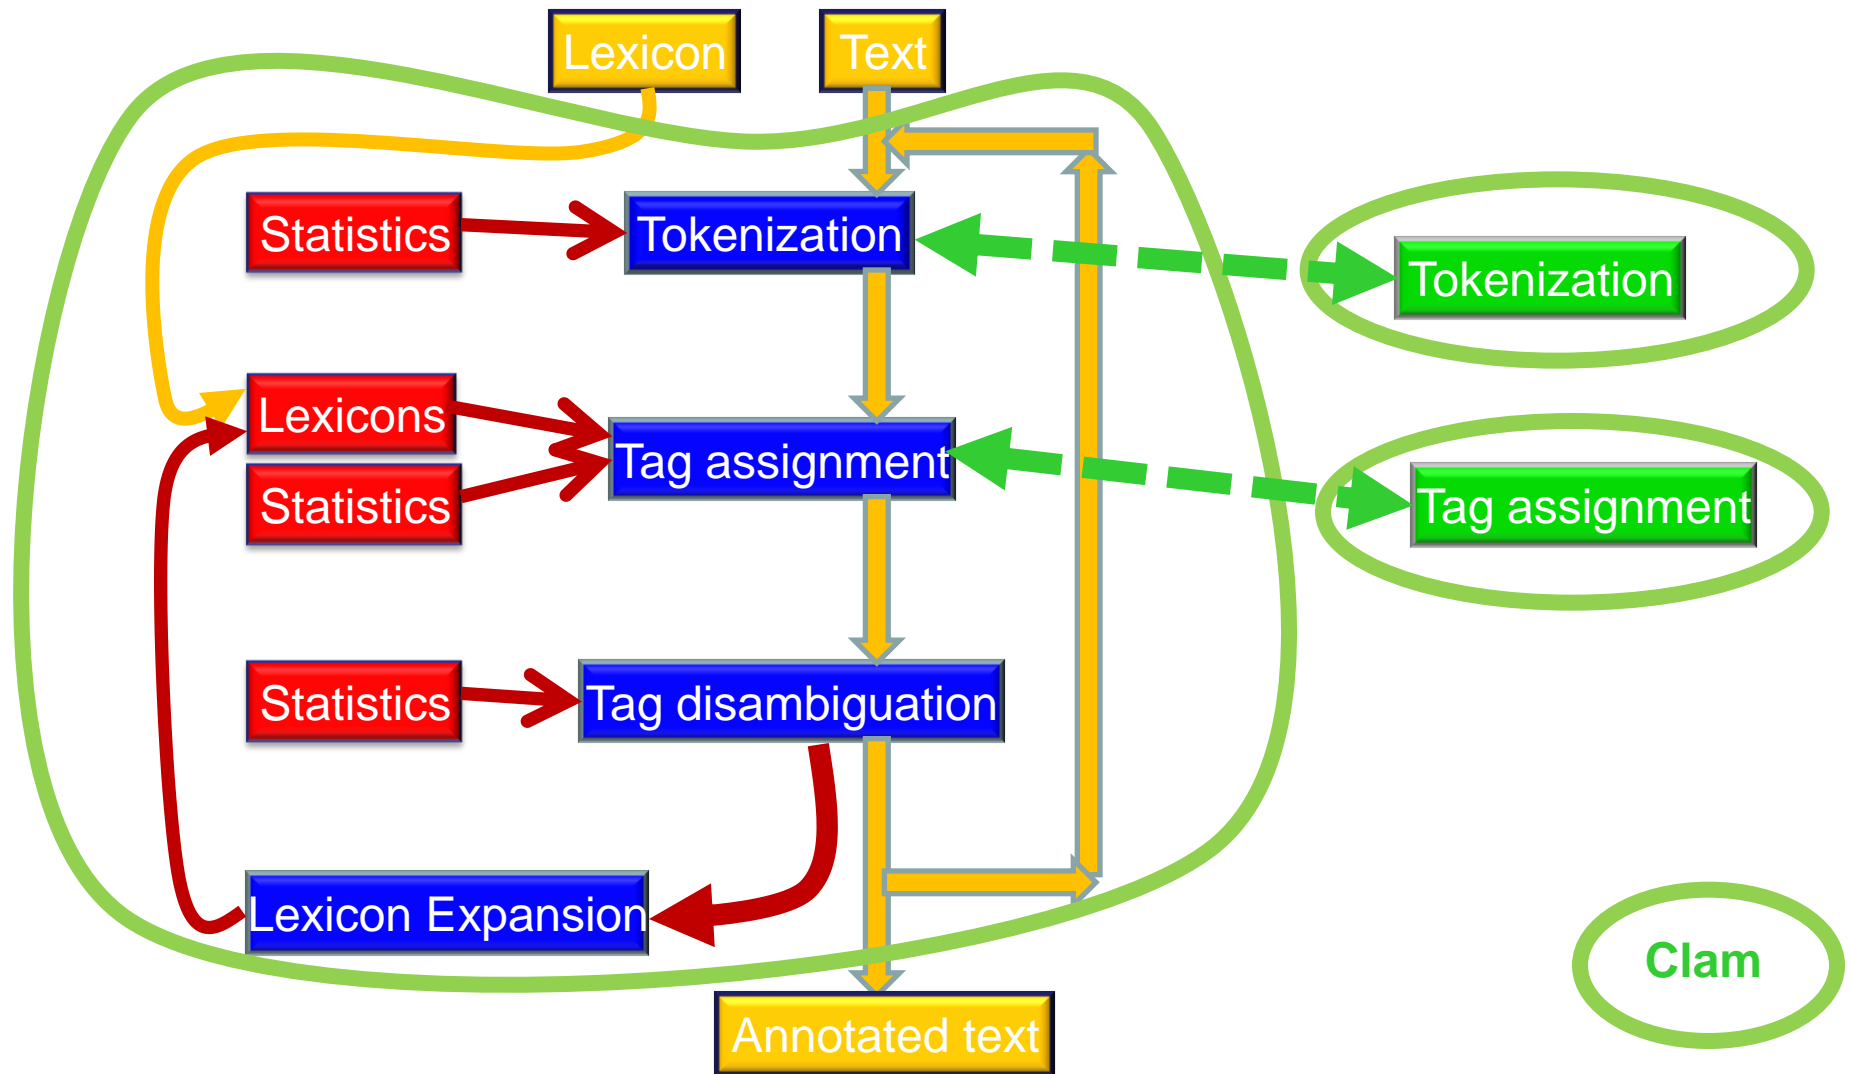 Lexicon
Text
Statistics
Tokenization
Tokenization
Lexicons
Tag assignment
Statistics
Tag assignment
Statistics
Tag disambiguation
Lexicon Expansion
Clam
Annotated text